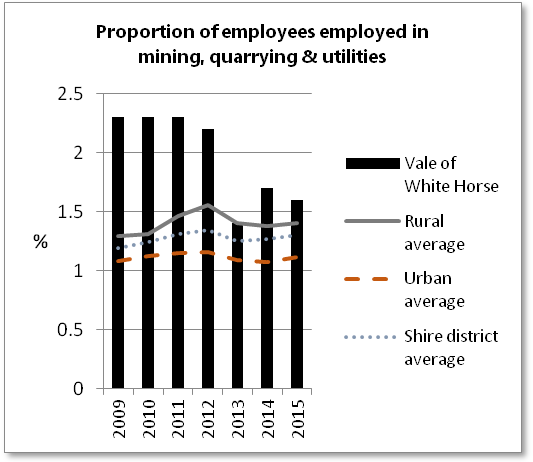 Proportion of employees employed in
mining, quarrying & utilities
2.5
2
1.5
1
0.5
0
%
2009
2010
2011
2012
2013
2014
2015
Vale of
White Horse
Rural
average
Urban
average
Shire district
average